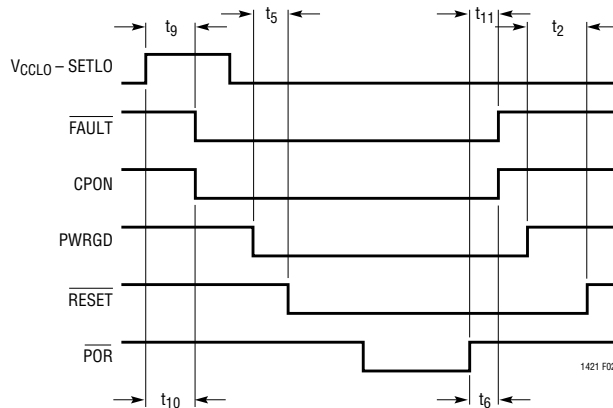 t9
t5
t11
t2
VCCLO – SETLO
FAULT
CPON
PWRGD
RESET
POR
1421 F02
t10
t6